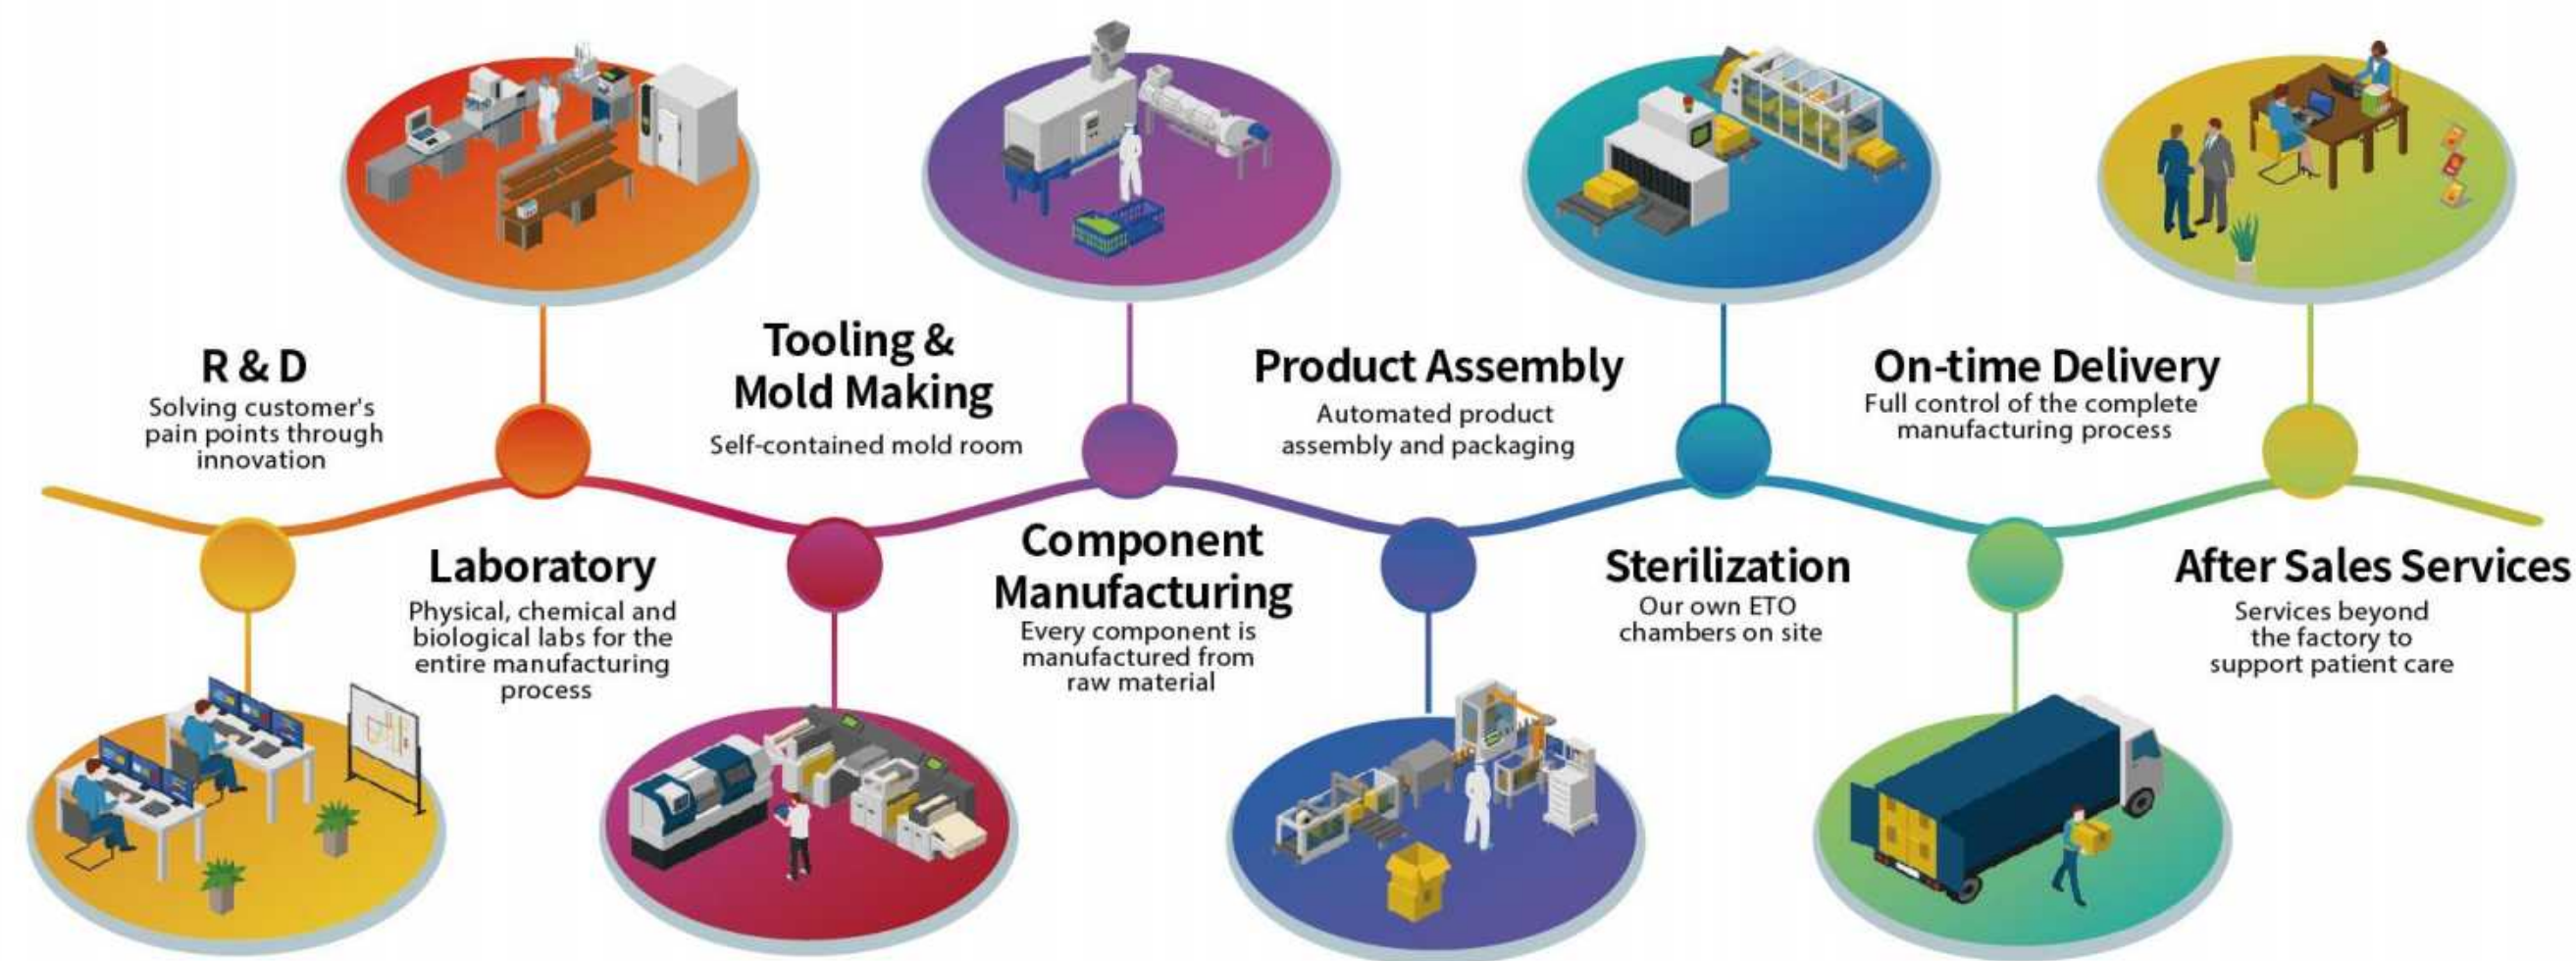 R & D
Solving customer's
pain points through
innovation
Laboratory
Physical, chemical and
biological labs for the
entire manufacturing
process
Tooling &
Mold Making
Self-contained mold room
Component
Manufacturing
Every component is
manufactured from
raw material
Product Assembly
Automated product
assembly and packaging
Sterilization
Our own ETO
chambers on site
On-time Delivery
Full control of the complete
manufacturing process
After Sales Services
Services beyond
the factory to
support patient care